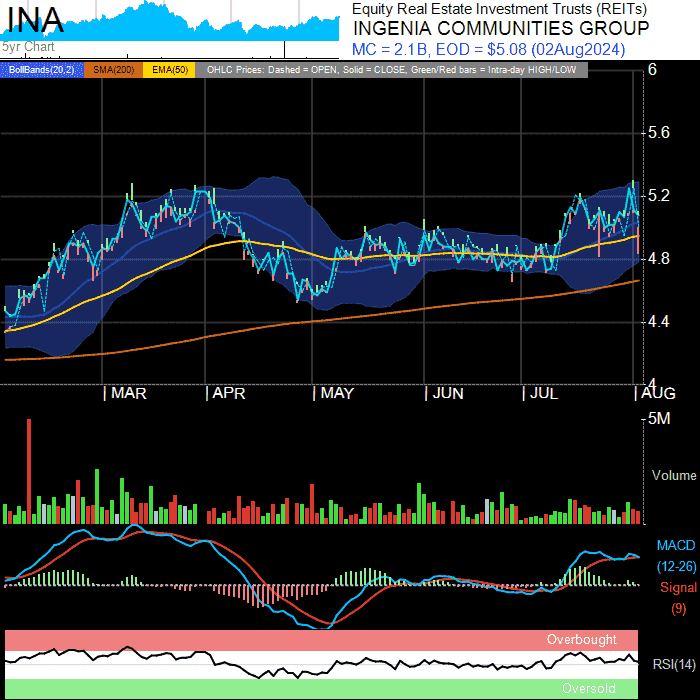 INA
5yr Chart
Equity Real Estate Investment Trusts (REITs)
INGENIA COMMUNITIES GROUP
MC = 2.1B, EOD = $5.08 (02Aug2024)
BollBands(20,2) SMA(200) EMA(50) OHLC Prices: Dashed = OPEN, Solid = CLOSE, Green/Red bars = Intra-day HIGH/LOW
6
5.6
5.2
4.8
4.4
4
MAR APR MAY JUN JUL AUG
5M
Volume
MACD
(12-26)
Signal
(9)
Overbought
RSI(14)
Oversold